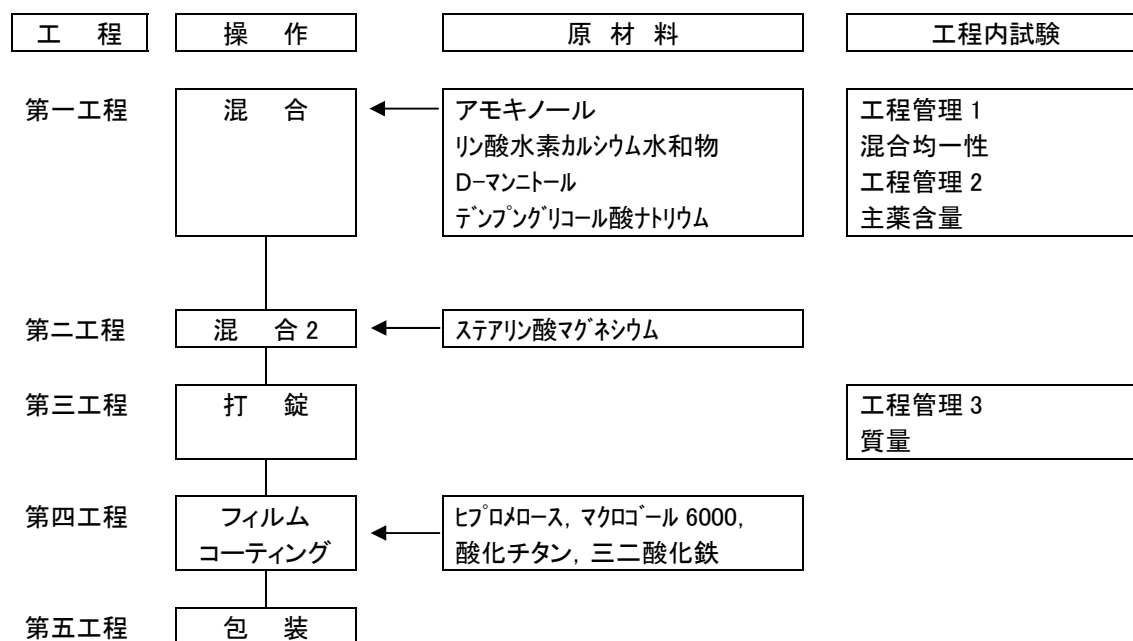 工 程 操 作 原 材 料 工程内試験
第一工程 混 合 アモキノール 工程管理 1
リン酸水素ｶﾙｼｳﾑ水和物 混合均一性
D-ﾏﾝﾆﾄｰﾙ 工程管理 2
ﾃﾞﾝﾌﾟﾝｸﾞﾘｺｰﾙ酸ﾅﾄﾘｳﾑ 主薬含量
第二工程 混 合 2 ｽﾃｱﾘﾝ酸ﾏｸﾞﾈｼｳﾑ
第三工程 打 錠 工程管理 3
質量
第四工程 フィルム ﾋﾌﾟﾛﾒﾛｰｽ, ﾏｸﾛｺﾞｰﾙ 6000,
コーティング 酸化チタン, 三二酸化鉄
第五工程 包 装